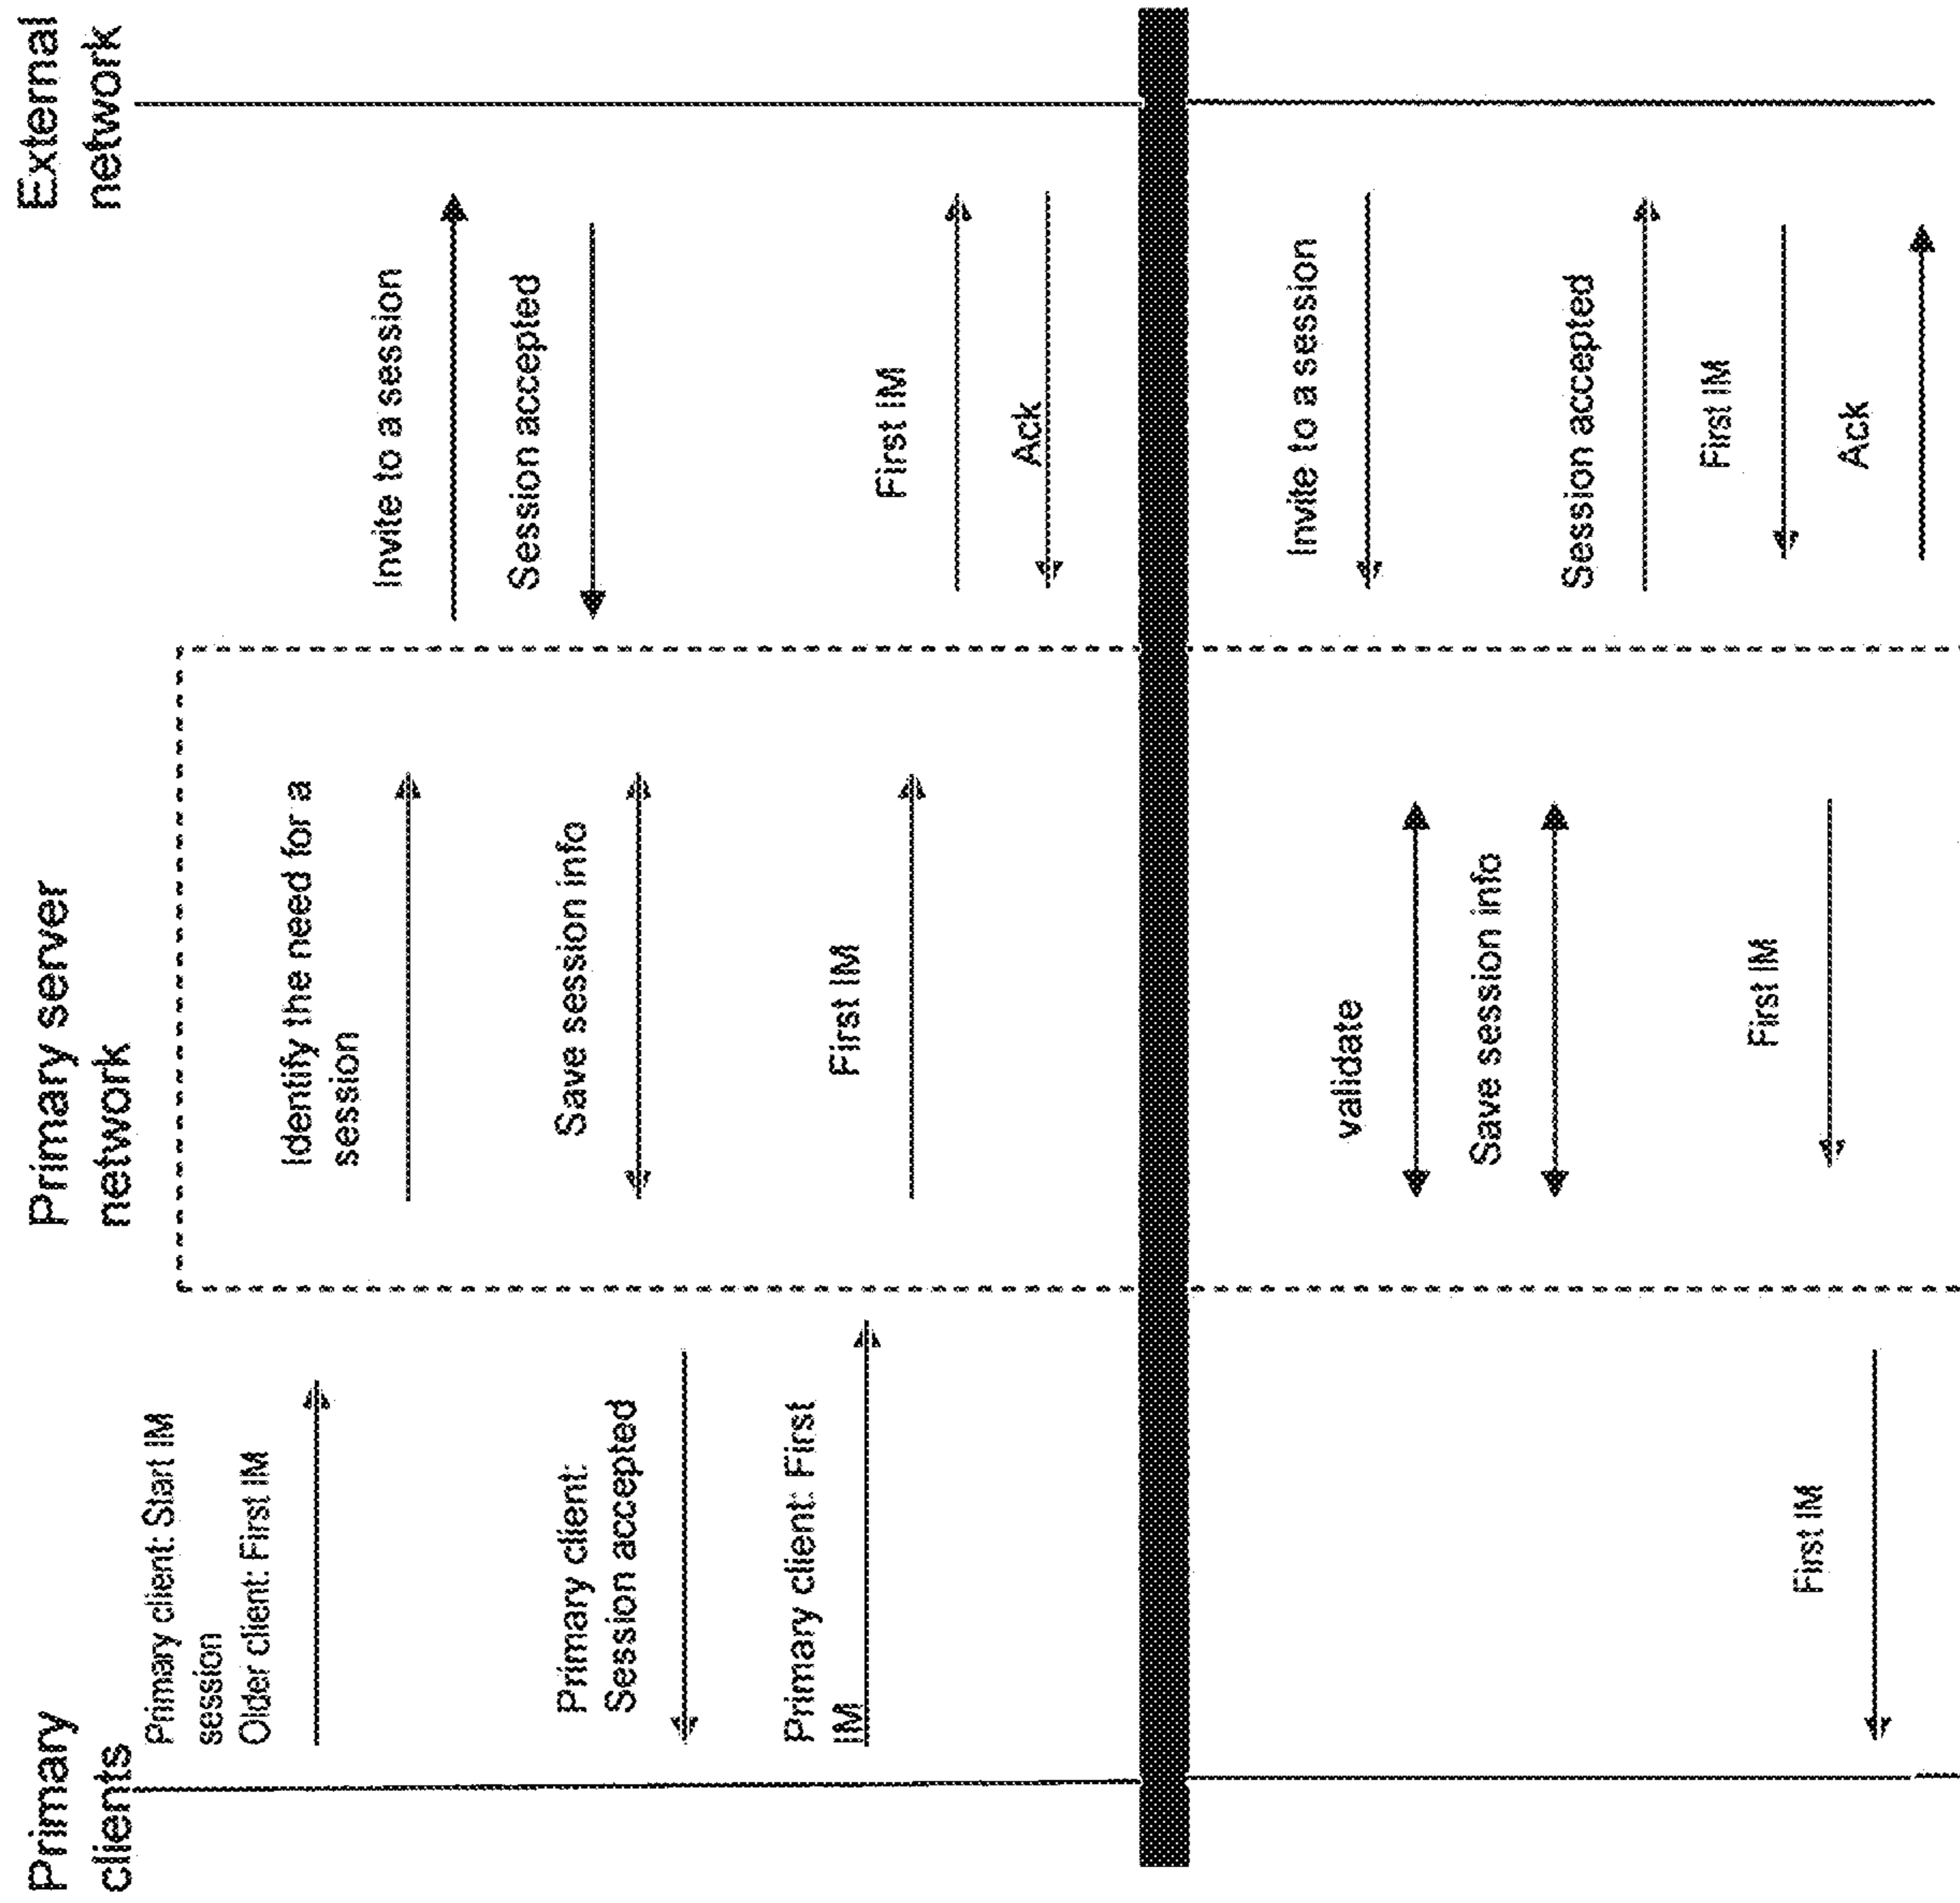 Primary
clients
Primary server
network
External
network
Primary client: Start IM
session
Older client: First IM
Identify the need for a
session
Invite to a session
Session accepted
Save session info
Primary client:
Session accepted
Primary client: First
IM
First IM
First IM
Ack
Invite to a session
validate
Save session info
Session accepted
First IM
First IM
First IM
Ack